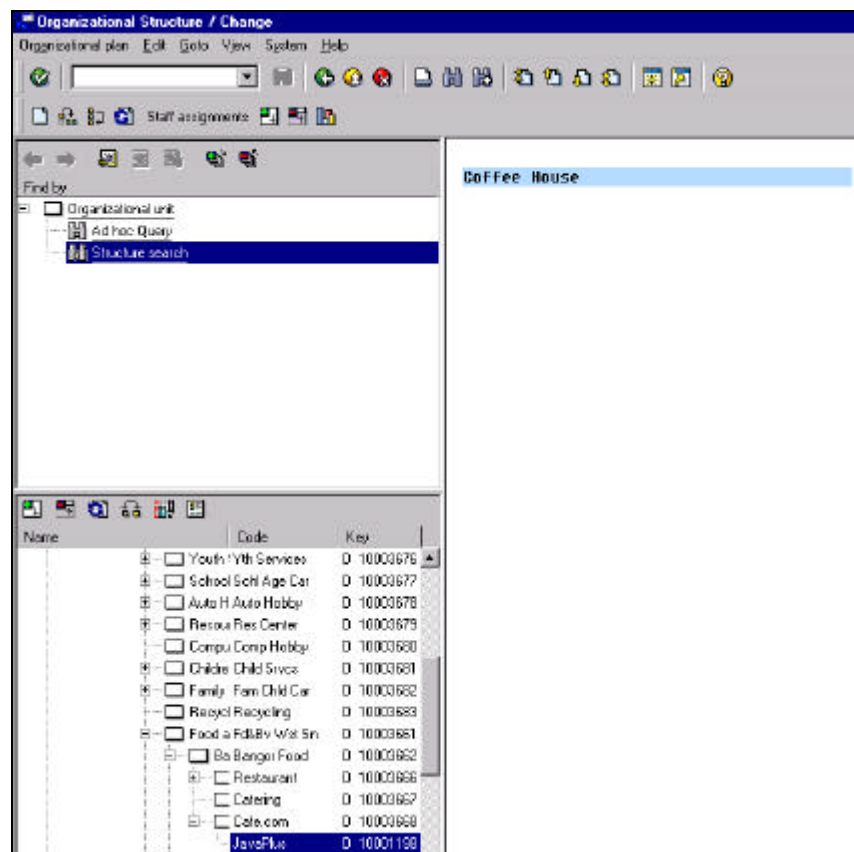 Organizational Structure / Change
Organizational plan Edit Goto View System Help
Staff assignments
Find by
Organizational unit
Ad hoc Query
Structure search
Coffee House
Name Code Key
Youth Yth Services O 10003676
School Schl Age Car O 10003677
Auto H Auto Hobby O 10003678
Resou Res Center O 10003679
Compu Comp Hobby O 10003680
Childre Child Srvcs O 10003681
Family Fam Chld Car O 10003682
Recycl Recycling O 10003683
Food a Fd&Bv O 10003661
Ba Bangor Food O 10003662
Restaurant O 10003666
Catering O 10003667
Cafe.com O 10003668
JavaPlus O 10001198